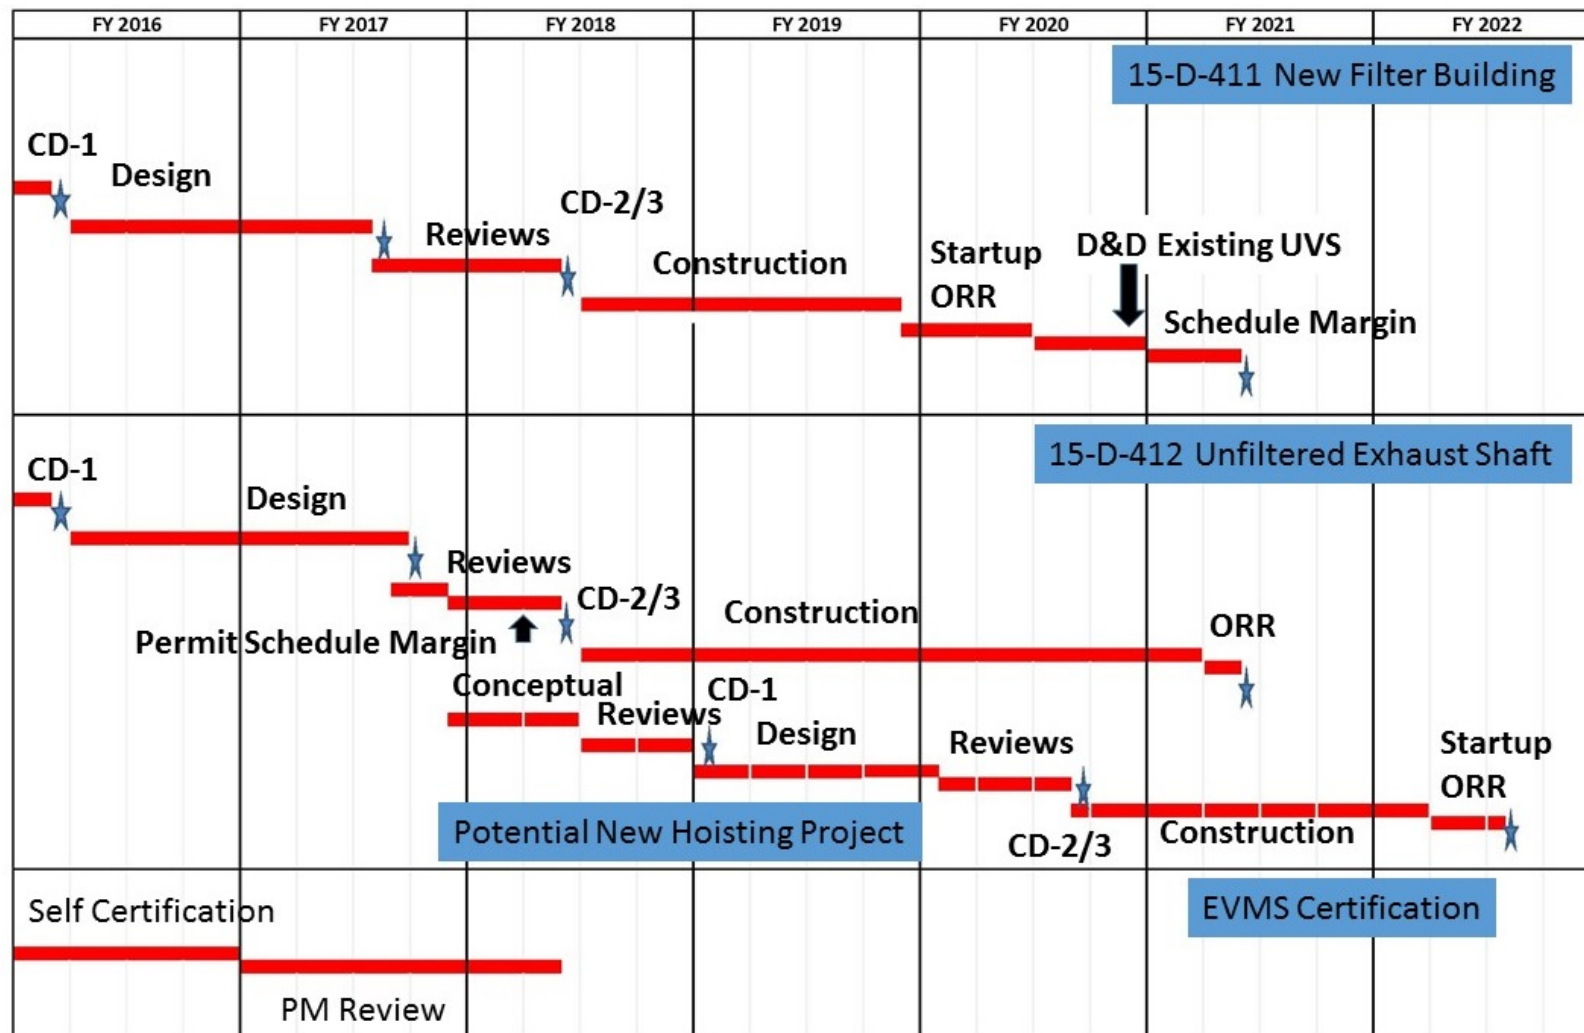 FY 2016 FY 2017 FY 2018 FY 2019 FY 2020 FY 2021 FY 2022
15-D-411 New Filter Building
CD-1
Design
CD-2/3
Reviews
Construction
Startup
ORR
D&D Existing UVS
Schedule Margin
15-D-412 Unfiltered Exhaust Shaft
CD-1
Design
Reviews
CD-2/3
Permit Schedule Margin
Construction
ORR
Conceptual
Reviews
CD-1
Design
Reviews
Startup
ORR
Potential New Hoisting Project
CD-2/3
Construction
EVMS Certification
Self Certification
PM Review